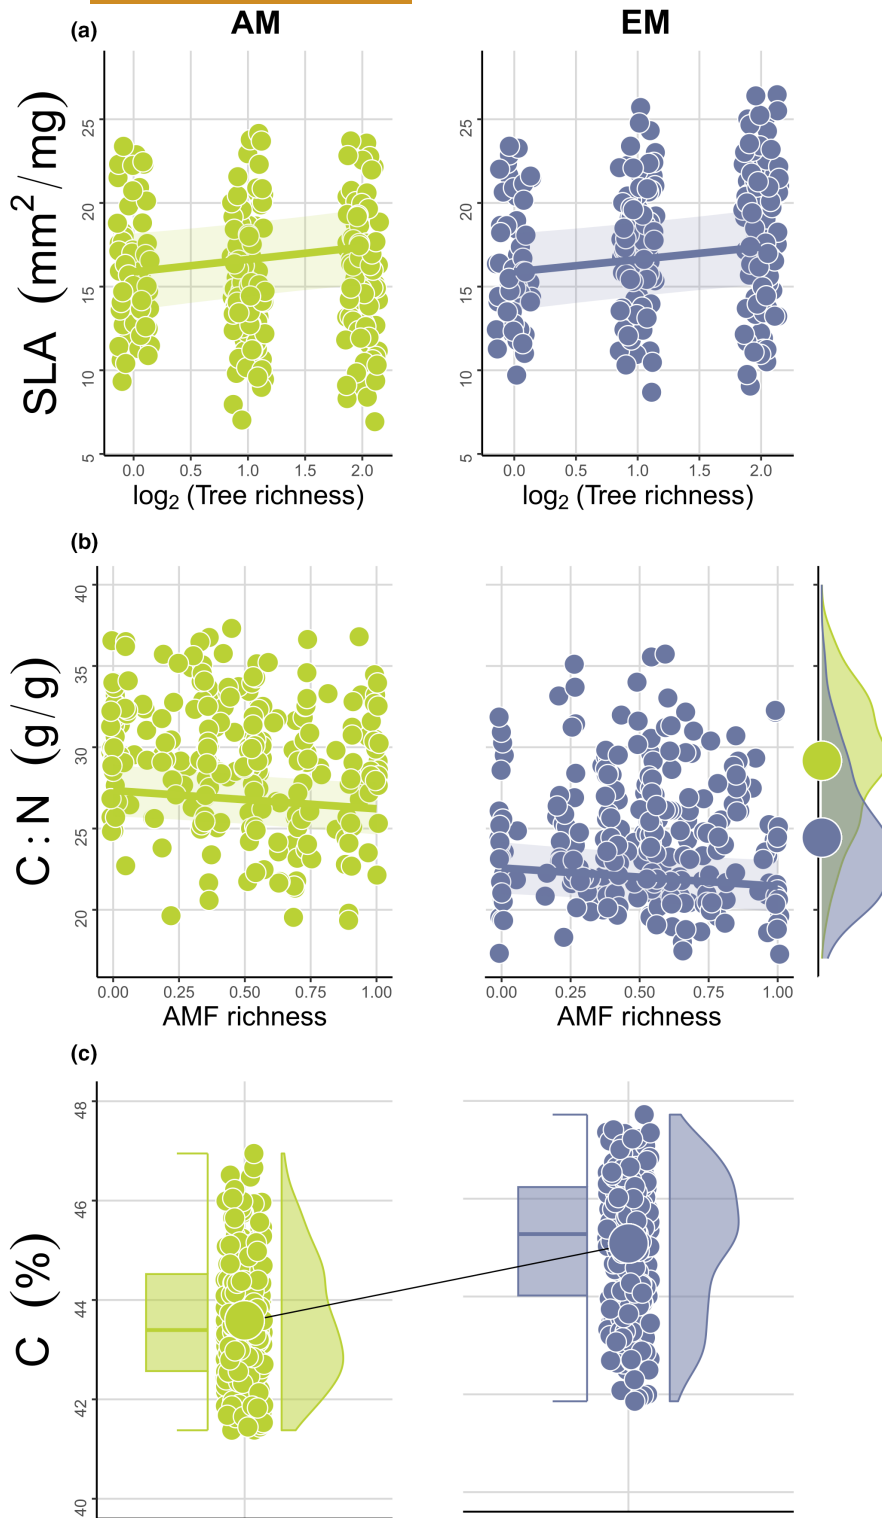 AM
EM
(a)
SLA (mm²/mg)
25
20
15
10
5
0.0 0.5 1.0 1.5 2.0
0.0 0.5 1.0 1.5 2.0
log₂ (Tree richness)
log₂ (Tree richness)
(b)
C:N (g/g)
40
35
30
25
20
0.00 0.25 0.50 0.75 1.00
0.00 0.25 0.50 0.75 1.00
AMF richness
AMF richness
(c)
C (%)
48
46
44
42
40
25
20
15
10
5